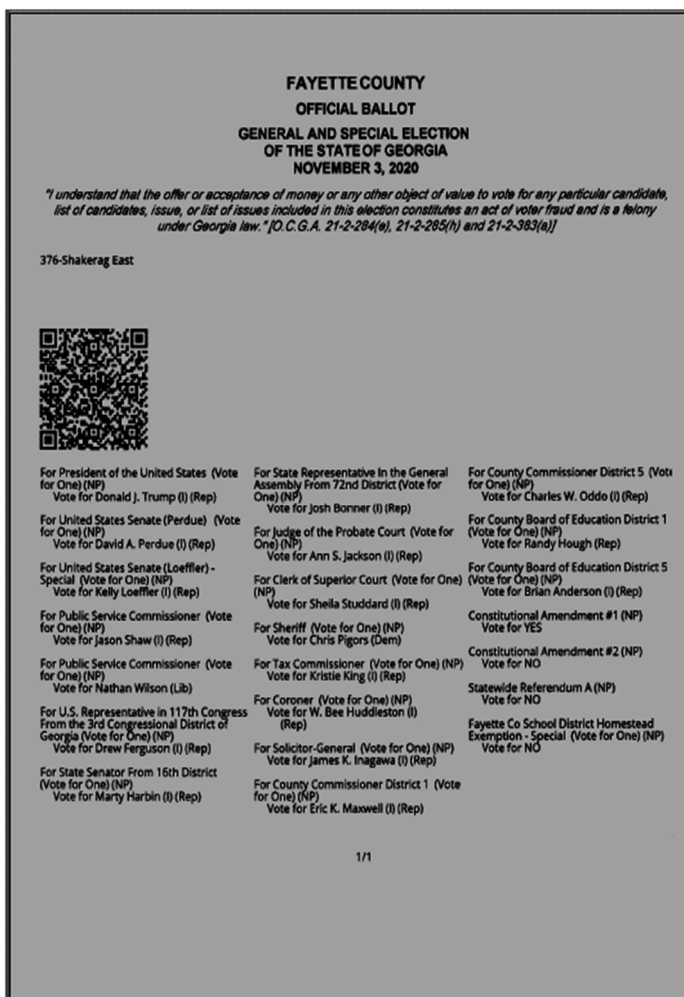 FAYETTE COUNTY
OFFICIAL BALLOT
GENERAL AND SPECIAL ELECTION
OF THE STATE OF GEORGIA
NOVEMBER 3, 2020
"I understand that the offer or acceptance of money or any other object of value to vote for any particular candidate,
list of candidates, issue, or list of issues included in this election constitutes an act of voter fraud and is a felony
under Georgia law." [O.C.G.A. 21-2-284(e), 21-2-285(h) and 21-2-383(a)]
376-Shakerag East
For President of the United States (Vote
for One) (NP)
Vote for Donald J. Trump (I) (Rep)
For United States Senate (Perdue) (Vote
for One) (NP)
Vote for David A. Perdue (I) (Rep)
For United States Senate (Loeffler) -
Special (Vote for One) (NP)
Vote for Kelly Loeffler (I) (Rep)
For Public Service Commissioner (Vote
for One) (NP)
Vote for Jason Shaw (I) (Rep)
For Public Service Commissioner (Vote
for One) (NP)
Vote for Nathan Wilson (Lib)
For U.S. Representative in 117th Congress
From the 3rd Congressional District of
Georgia (Vote for One) (NP)
Vote for Drew Ferguson (I) (Rep)
For State Senator From 16th District
(Vote for One) (NP)
Vote for Marty Harbin (I) (Rep)
For State Representative In the General
Assembly From 72nd District (Vote for
One) (NP)
Vote for Josh Bonner (I) (Rep)
For Judge of the Probate Court (Vote for
One) (NP)
Vote for Ann S. Jackson (I) (Rep)
For Clerk of Superior Court (Vote for One)
(NP)
Vote for Sheila Studdard (I) (Rep)
For Sheriff (Vote for One) (NP)
Vote for Chris Pigors (Dem)
For Tax Commissioner (Vote for One) (NP)
Vote for Kristie King (I) (Rep)
For Coroner (Vote for One) (NP)
Vote for W. Bee Huddleston (I)
(Rep)
For Solicitor-General (Vote for One) (NP)
Vote for James K. Inagawa (I) (Rep)
For County Commissioner District 1 (Vote
for One) (NP)
Vote for Eric K. Maxwell (I) (Rep)
For County Commissioner District 5 (Vote
for One) (NP)
Vote for Charles W. Oddo (I) (Rep)
For County Board of Education District 1
(Vote for One) (NP)
Vote for Randy Hough (Rep)
For County Board of Education District 5
(Vote for One) (NP)
Vote for Brian Anderson (I) (Rep)
Constitutional Amendment #1 (NP)
Vote for YES
Constitutional Amendment #2 (NP)
Vote for NO
Statewide Referendum A (NP)
Vote for NO
Fayette Co School District Homestead
Exemption - Special (Vote for One) (NP)
Vote for NO
1/1